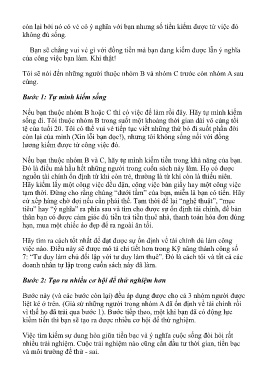 còn lại bởi nó có vẻ có ý nghĩa với bạn nhưng số tiền kiếm được từ việc đó
không đủ sống.
Bạn sẽ chẳng vui vẻ gì với đồng tiền mà bạn đang kiếm được lẫn ý nghĩa
của công việc bạn làm. Khi thật!
Tôi sẽ nói đến những người thuộc nhóm B và nhóm C trước còn nhóm A sau
cùng.
Bước 1: Tự mình kiếm sống
Nếu bạn thuộc nhóm B hoặc C thì có việc để làm rồi đây. Hãy tự mình kiếm
sống đi. Tôi thuộc nhóm B trong suốt một khoảng thời gian dài vô cùng tồi
tệ của tuổi 20. Tôi có thể vui vẻ tiếp tục viết những thứ bỏ đi suốt phần đời
còn lại của mình (Xin lỗi bạn đọc!), nhưng tôi không sống nổi với đồng
lương kiếm được từ công việc đó.
Nếu bạn thuộc nhóm B và C, hãy tự mình kiếm tiền trong khả năng của bạn.
Đó là điều mà hầu hết những người trong cuốn sách này làm. Họ có được
nguồn tài chính ổn định từ khi còn trẻ, thường là từ khi còn là thiếu niên.
Hãy kiếm lấy một công việc đều đặn, công việc bàn giấy hay một công việc
tạm thời. Đừng cho rằng chúng "dưới tầm" của bạn, miễn là bạn có tiền. Hãy
cứ xếp hàng chờ đợi nếu cần phải thế. Tạm thời để lại "nghệ thuật", "mục
tiêu" hay "ý nghĩa" ra phía sau và tìm cho được sự ổn định tài chính, để bản
thân bạn có được cảm giác đủ tiền trả tiền thuê nhà, thanh toán hóa đơn đúng
hạn, mua một chiếc áo đẹp để ra ngoài ăn tối.
Hãy tìm ra cách tốt nhất để đạt được sự ổn định về tài chính dù làm công
việc nào. Điều này sẽ được mô tả chi tiết hơn trong Kỹ năng thành công số
7: "Tư duy làm chủ đối lập với tư duy làm thuê". Đó là cách tôi và tất cả các
doanh nhân tự lập trong cuốn sách này đã làm.
Bước 2: Tạo ra nhiều cơ hội để thử nghiệm hơn
Bước này (và các bước còn lại) đều áp dụng được cho cả 3 nhóm người được
liệt kê ở trên. (Giả sử những người trong nhóm A đã ổn định về tài chính rồi
vì thế họ đã trải qua bước 1). Bước tiếp theo, một khi bạn đã có động lực
kiếm tiền thì bạn sẽ tạo ra được nhiều cơ hội để thử nghiệm.
Việc tìm kiếm sự dung hòa giữa tiền bạc và ý nghĩa cuộc sống đòi hỏi rất
nhiều trải nghiệm. Cuộc trải nghiệm nào cũng cần đầu tư thời gian, tiền bạc
và môi trường để thử - sai.